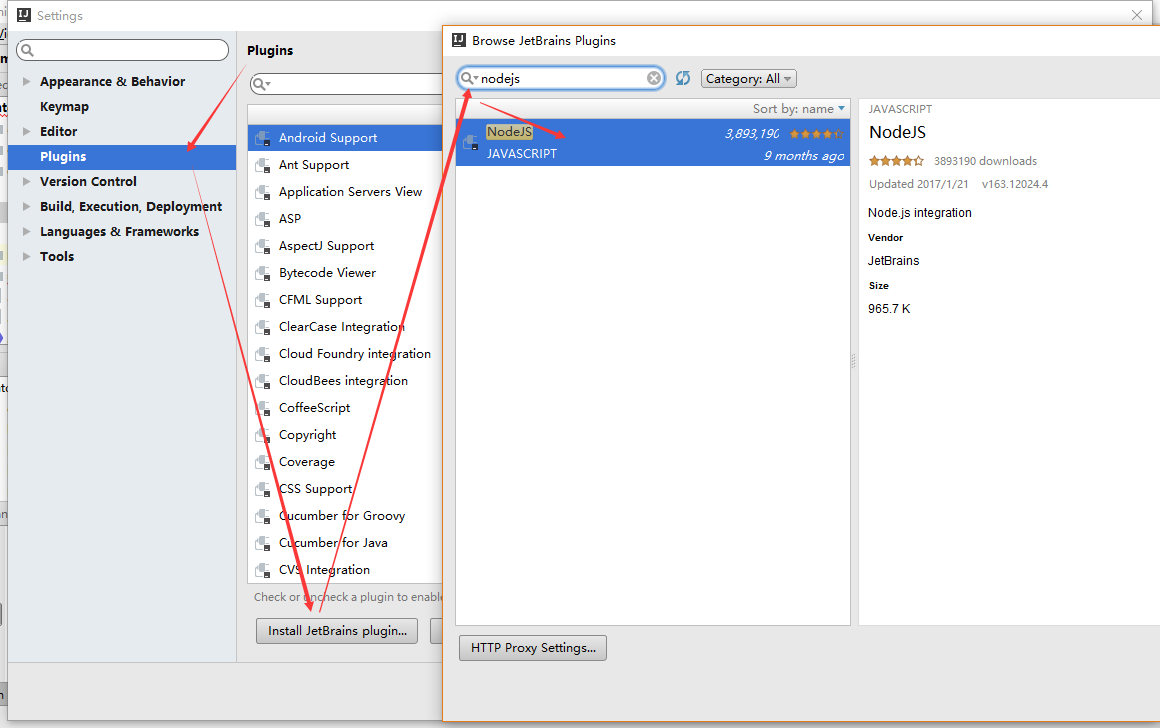 Settings
Appearance & Behavior
Keymap
Editor
Plugins
Version Control
Build, Execution, Deployment
Languages & Frameworks
Tools
Plugins
Android Support
Ant Support
Application Servers View
ASP
AspectJ Support
Bytecode Viewer
CFML Support
ClearCase Integration
Cloud Foundry integration
CloudBees integration
CoffeeScript
Copyright
Coverage
CSS Support
Cucumber for Groovy
Cucumber for Java
CVS Integration
Check or uncheck a plugin to enable
Install JetBrains plugin...
Browse JetBrains Plugins
nodejs
Category: All
Sort by: name
NodeJS 3,893,190
JAVASCRIPT 9 months ago
HTTP Proxy Settings...
JAVASCRIPT
NodeJS
3893190 downloads
Updated 2017/1/21 v163.12024.4
Node.js integration
Vendor
JetBrains
Size
965.7 K